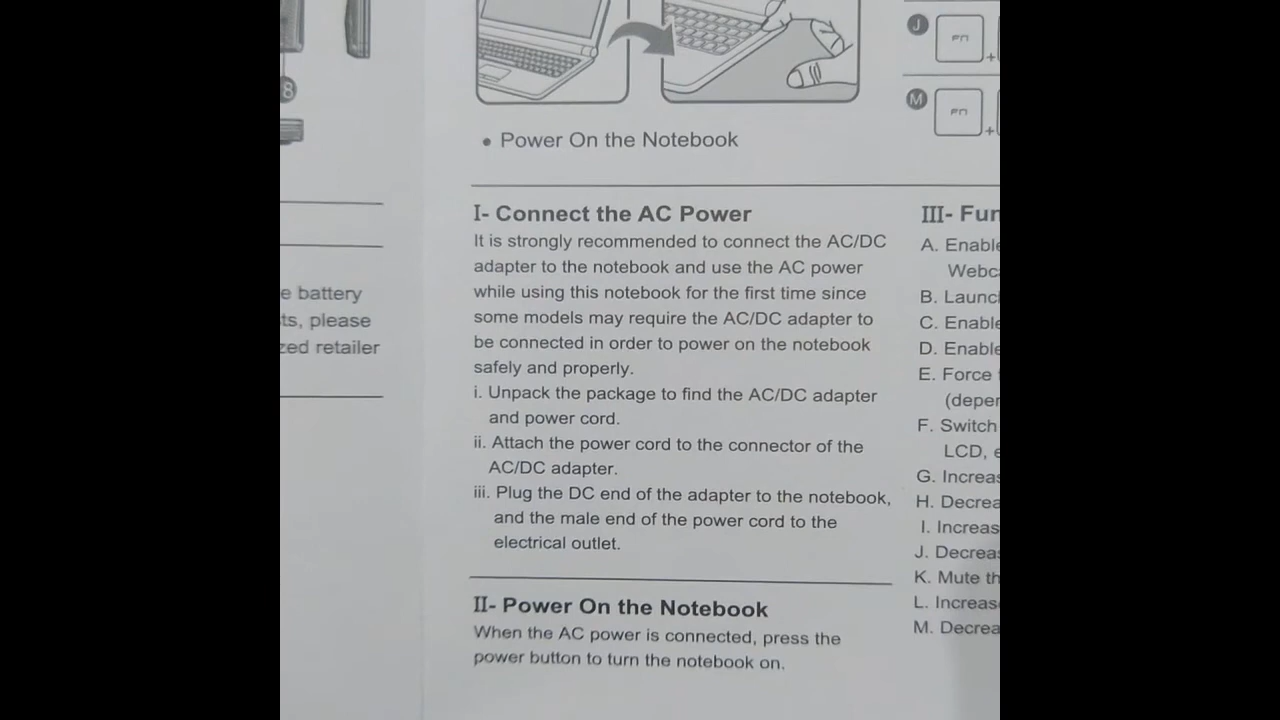 8
e battery
ts, please
zed retailer
• Power On the Notebook
I- Connect the AC Power
It is strongly recommended to connect the AC/DC
adapter to the notebook and use the AC power
while using this notebook for the first time since
some models may require the AC/DC adapter to
be connected in order to power on the notebook
safely and properly.
i. Unpack the package to find the AC/DC adapter
and power cord.
ii. Attach the power cord to the connector of the
AC/DC adapter.
iii. Plug the DC end of the adapter to the notebook,
and the male end of the power cord to the
electrical outlet.
II- Power On the Notebook
When the AC power is connected, press the
power button to turn the notebook on.
J Fn +
M Fn +
III- Fun
A. Enable
Webca
B. Launc
C. Enable
D. Enable
E. Force
(depen
F. Switch
LCD, e
G. Increas
H. Decrea
I. Increas
J. Decrea
K. Mute th
L. Increas
M. Decrea